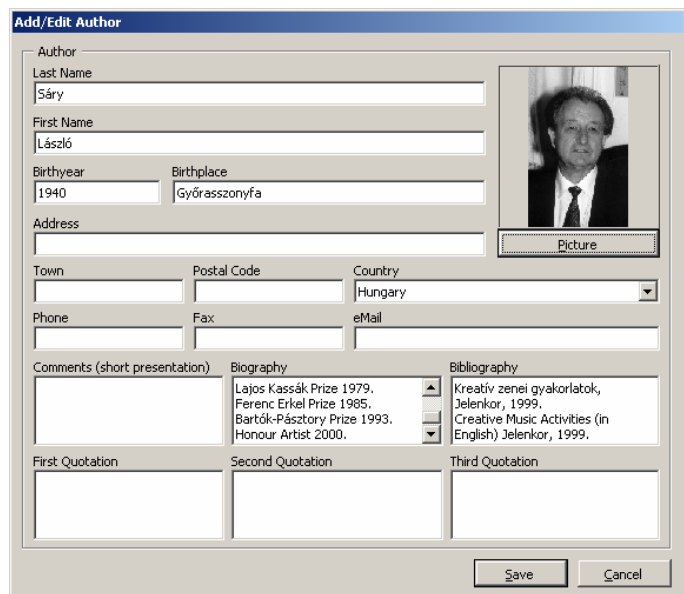 Add/Edit Author
Author
Last Name
Sáry
First Name
László
Birthyear
Birthplace
1940
Győrasszonyfa
Picture
Address
Town
Postal Code
Country
Hungary
Phone
Fax
eMail
Comments (short presentation)
Biography
Lajos Kassák Prize 1979.
Ferenc Erkel Prize 1985.
Bartók-Pásztory Prize 1993.
Honour Artist 2000.
Bibliography
Kreatív zenei gyakorlatok,
Jelenkor, 1999.
Creative Music Activities (in
English) Jelenkor, 1999.
First Quotation
Second Quotation
Third Quotation
Save
Cancel